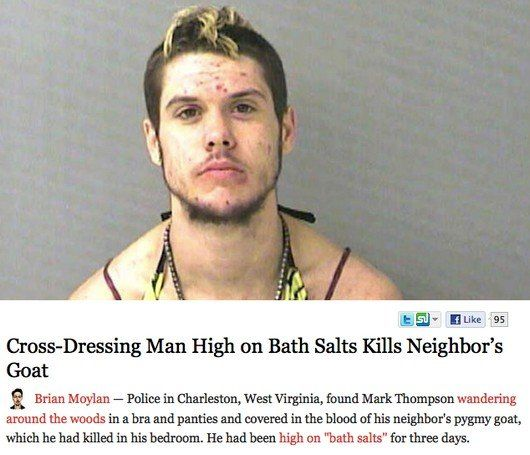 Like 95
Cross-Dressing Man High on Bath Salts Kills Neighbor's
Goat
Brian Moylan — Police in Charleston, West Virginia, found Mark Thompson wandering
around the woods in a bra and panties and covered in the blood of his neighbor's pygmy goat,
which he had killed in his bedroom. He had been high on "bath salts" for three days.